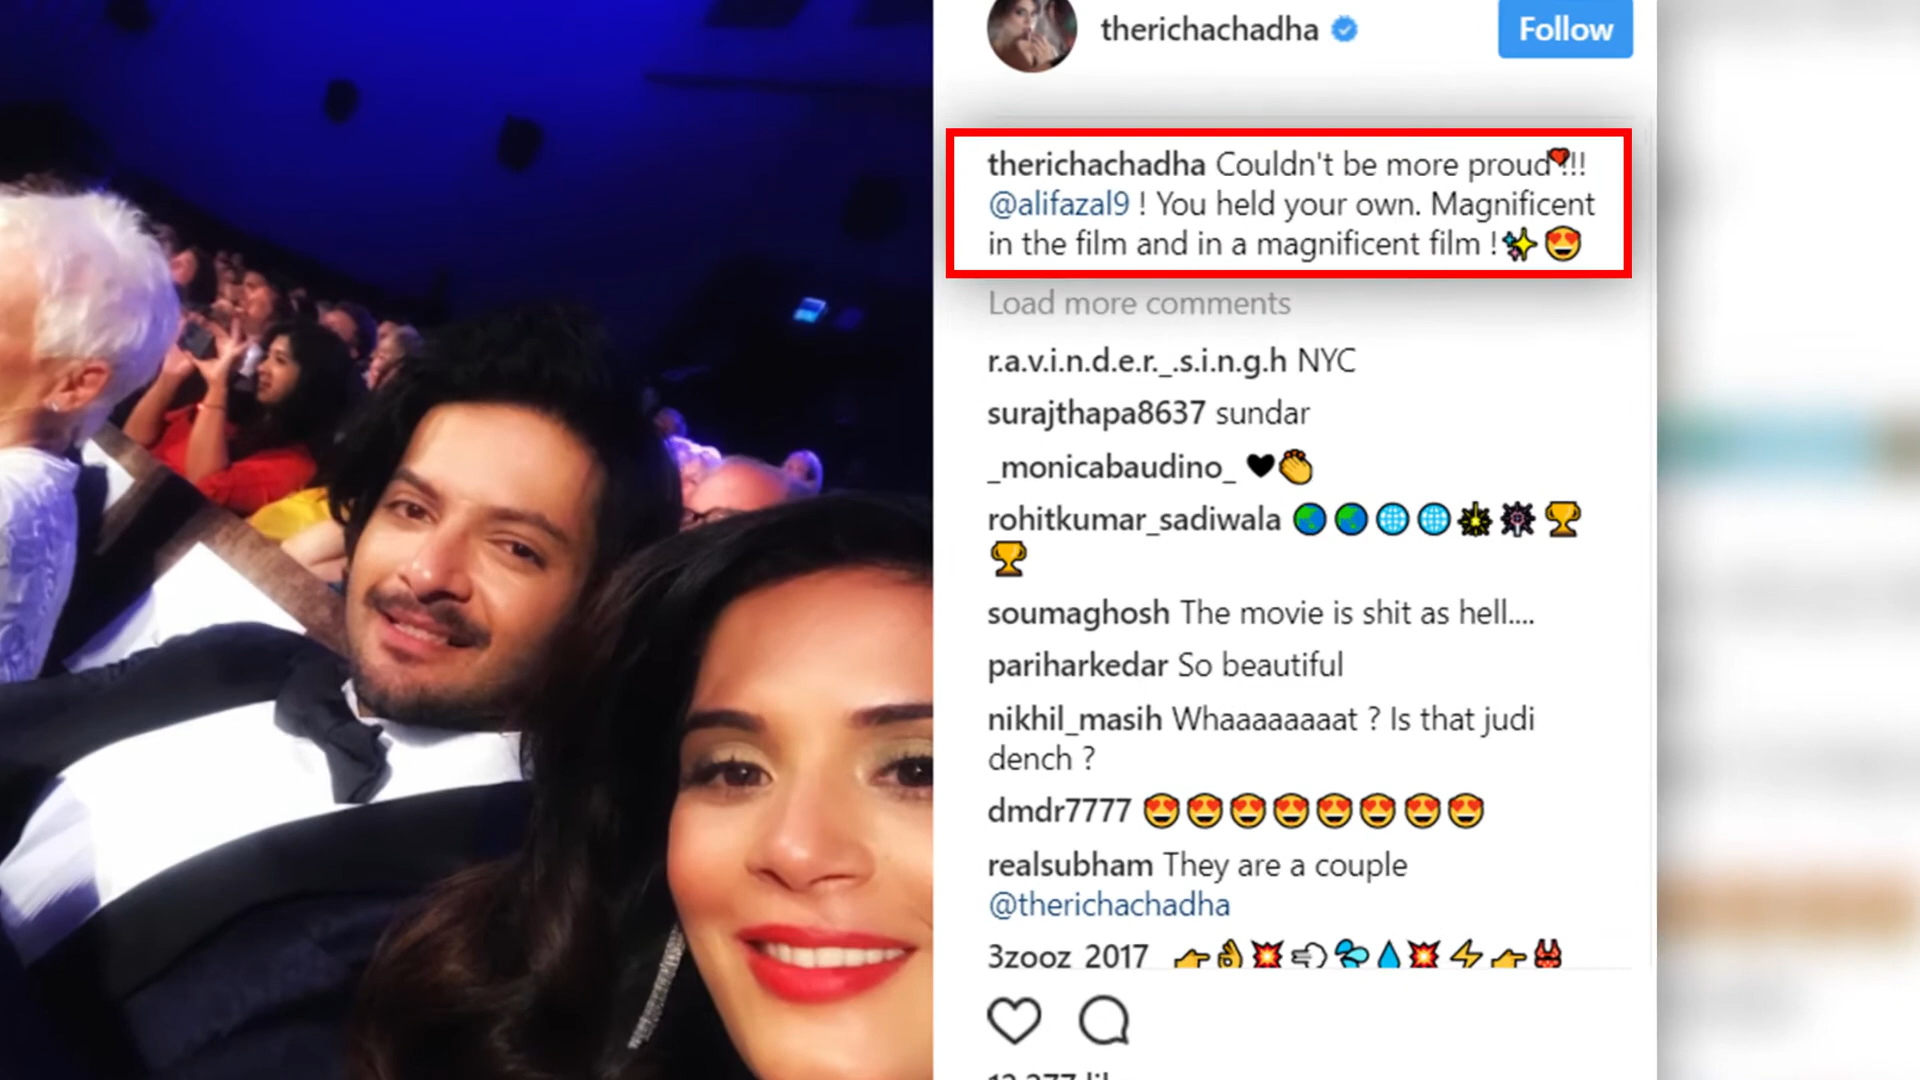 therichachadha
Follow
therichachadha Couldn't be more proud !!!
@alifazal9 ! You held your own. Magnificent
in the film and in a magnificent film !
Load more comments
r.a.v.i.n.d.e.r._.s.i.n.g.h NYC
surajthapa8637 sundar
_monicabaudino_
rohitkumar_sadiwala
soumaghosh The movie is shit as hell....
pariharkedar So beautiful
nikhil_masih Whaaaaaaaat ? Is that judi
dench ?
dmdr7777
realsubham They are a couple
@therichachadha
3zooz_2017